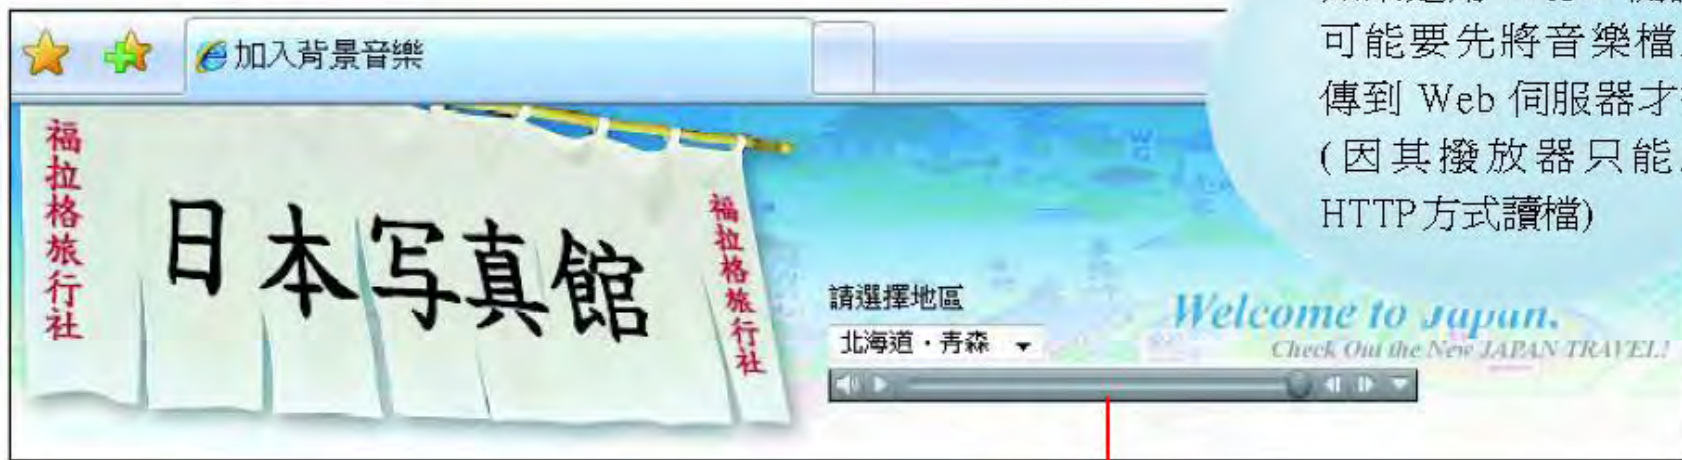 加入背景音樂
可能要先將音樂檔
傳到 Web 伺服器才
(因其撥放器只能
HTTP方式讀檔)
福拉格旅行社
日本写真館
福拉格旅行社
請選擇地區
北海道・青森
Welcome to Japan.
Check Out the New JAPAN TRAVEL!